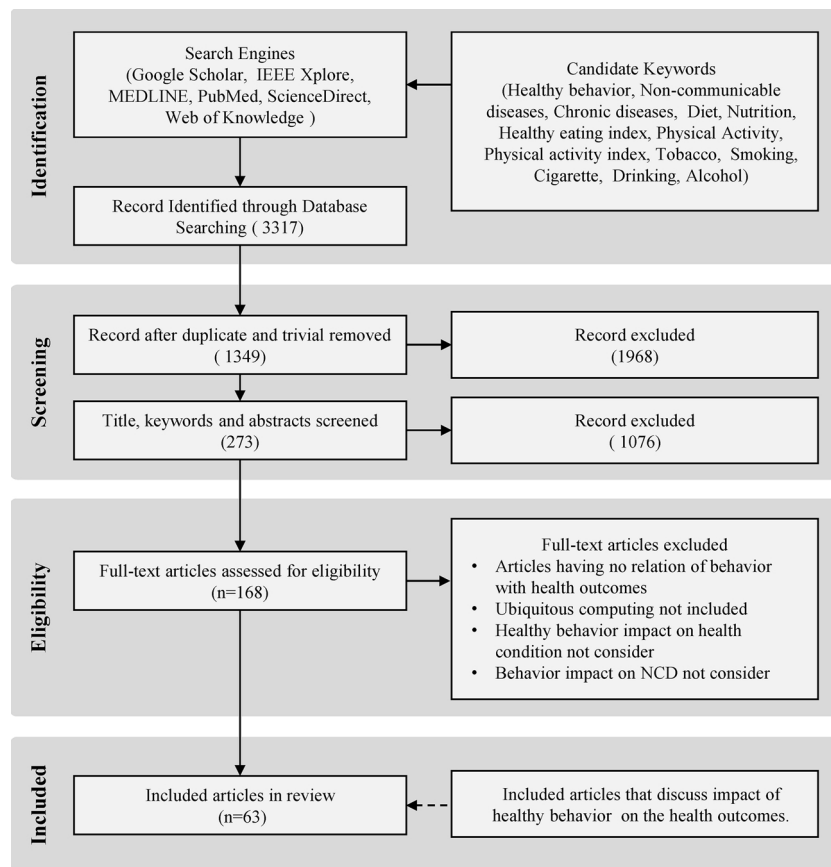 Identification
Search Engines
(Google Scholar, IEEE Xplore,
MEDLINE, PubMed, ScienceDirect,
Web of Knowledge )
Candidate Keywords
(Healthy behavior, Non-communicable
diseases, Chronic diseases, Diet, Nutrition,
Healthy eating index, Physical Activity,
Physical activity index, Tobacco, Smoking,
Cigarette, Drinking, Alcohol)
Record Identified through Database
Searching ( 3317)
Screening
Record after duplicate and trivial removed
( 1349)
Record excluded
(1968)
Title, keywords and abstracts screened
(273)
Record excluded
( 1076)
Eligibility
Full-text articles assessed for eligibility
(n=168)
Full-text articles excluded
• Articles having no relation of behavior
with health outcomes
• Ubiquitous computing not included
• Healthy behavior impact on health
condition not consider
• Behavior impact on NCD not consider
Included
Included articles in review
(n=63)
Included articles that discuss impact of
healthy behavior on the health outcomes.